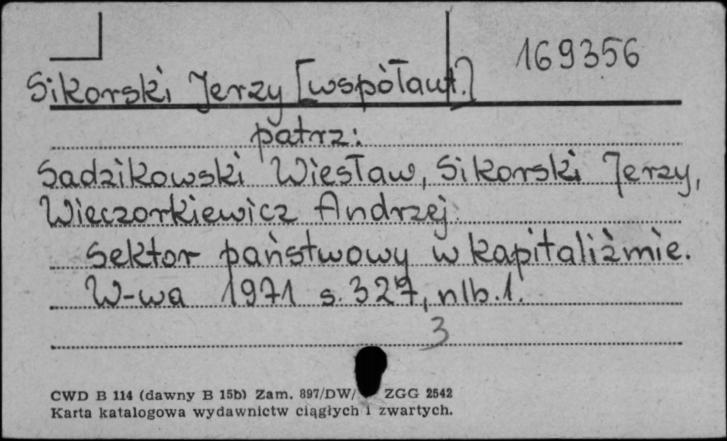 169356
Sikorski Jerzy [współaut.]
patrz:
Sadzikowski Wiesław, Sikorski Jerzy,
Wieczorkiewicz Andrzej.
Sektor państwowy w kapitaliźmie.
W-wa 1971 s. 327, nlb. 1.
3
CWD B 114 (dawny B 15b) Zam. 897/DW/ ZGG 2542
Karta katalogowa wydawnictw ciągłych i zwartych.